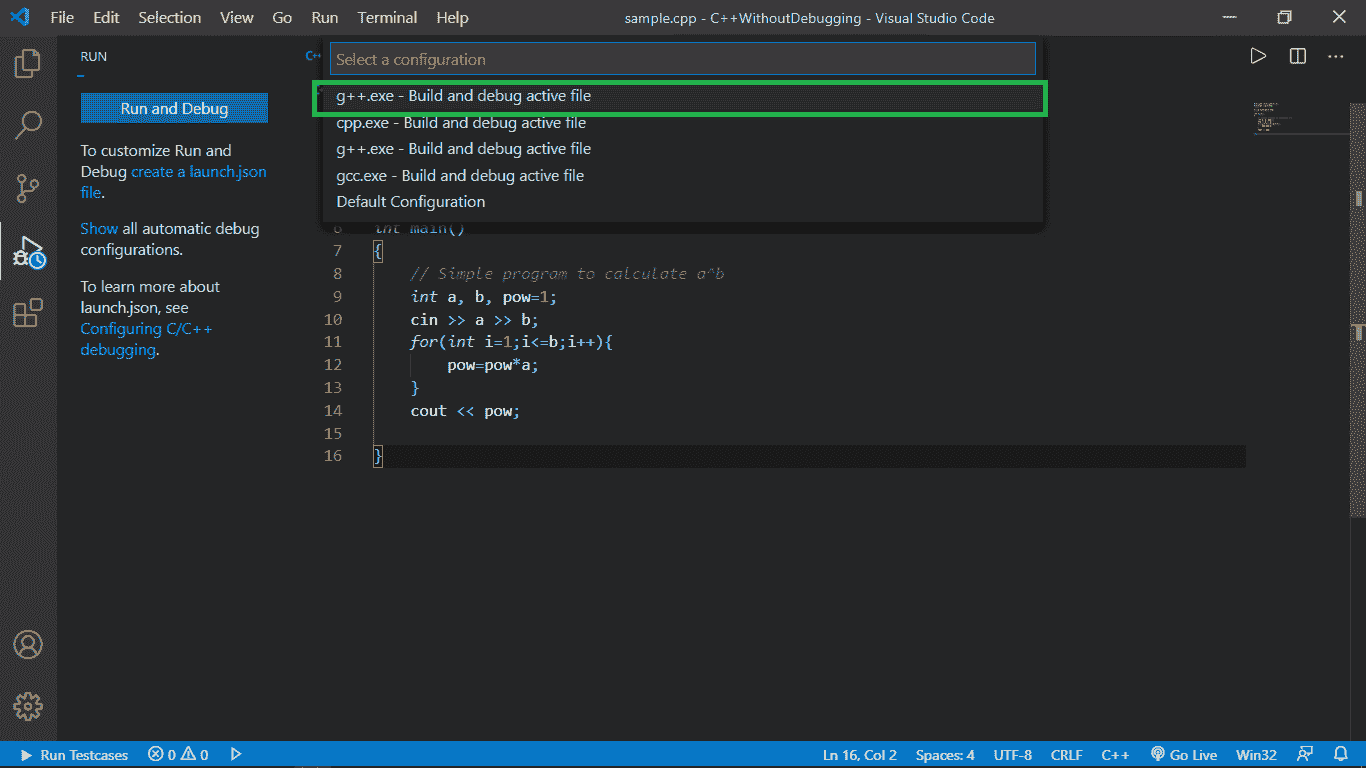 File Edit Selection View Go Run Terminal Help
sample.cpp - C++WithoutDebugging - Visual Studio Code
RUN
Run and Debug
To customize Run and
Debug create a launch.json
file.
Show all automatic debug
configurations.
To learn more about
launch.json, see
Configuring C/C++
debugging.
Select a configuration
g++.exe - Build and debug active file
cpp.exe - Build and debug active file
g++.exe - Build and debug active file
gcc.exe - Build and debug active file
Default Configuration
6 int main()
7 {
8 // Simple program to calculate a^b
9 int a, b, pow=1;
10 cin >> a >> b;
11 for(int i=1;i<=b;i++){
12 pow=pow*a;
13 }
14 cout << pow;
15
16 }
Run Testcases 0 0 Ln 16, Col 2 Spaces: 4 UTF-8 CRLF C++ Go Live Win32